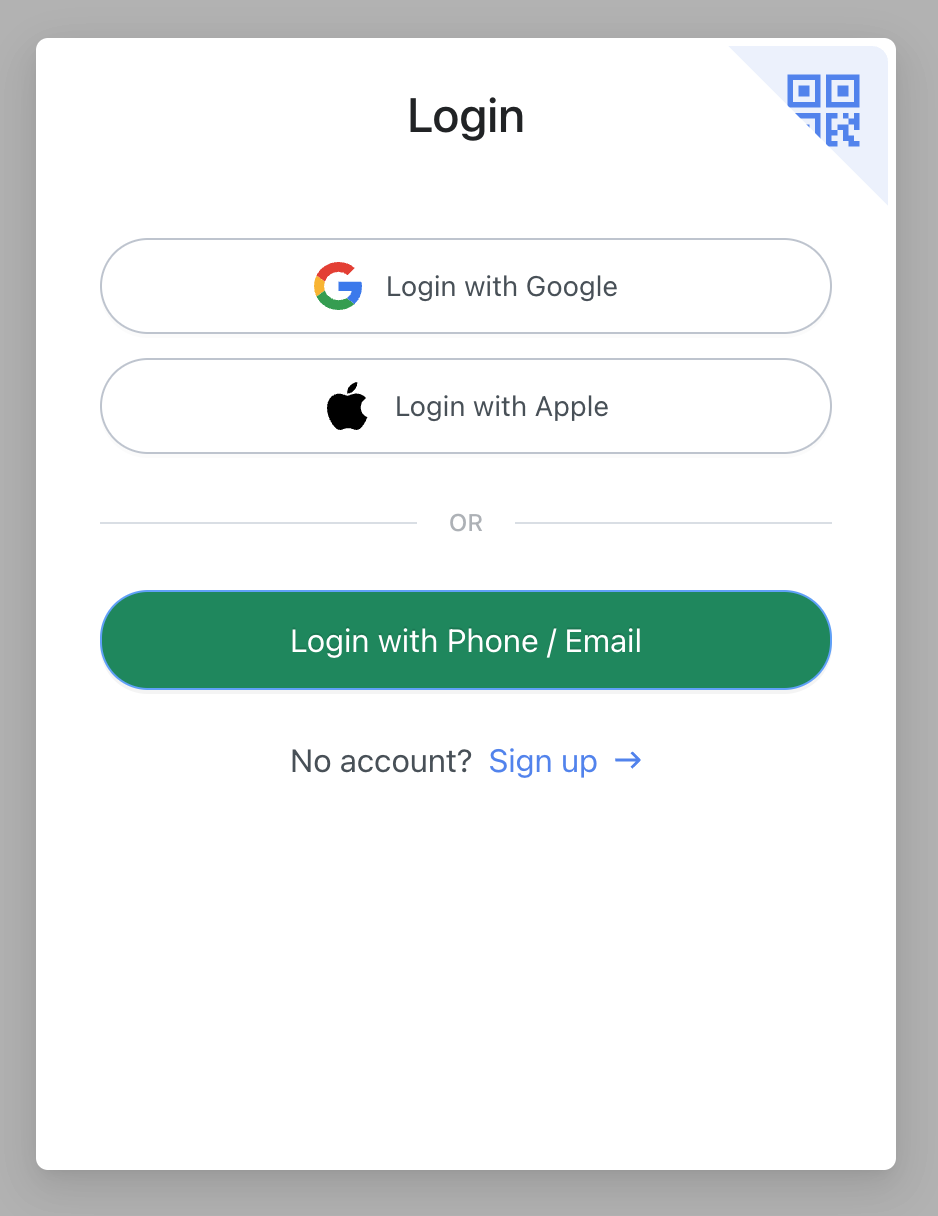 Login
Login with Google
Login with Apple
OR
Login with Phone / Email
No account? Sign up →